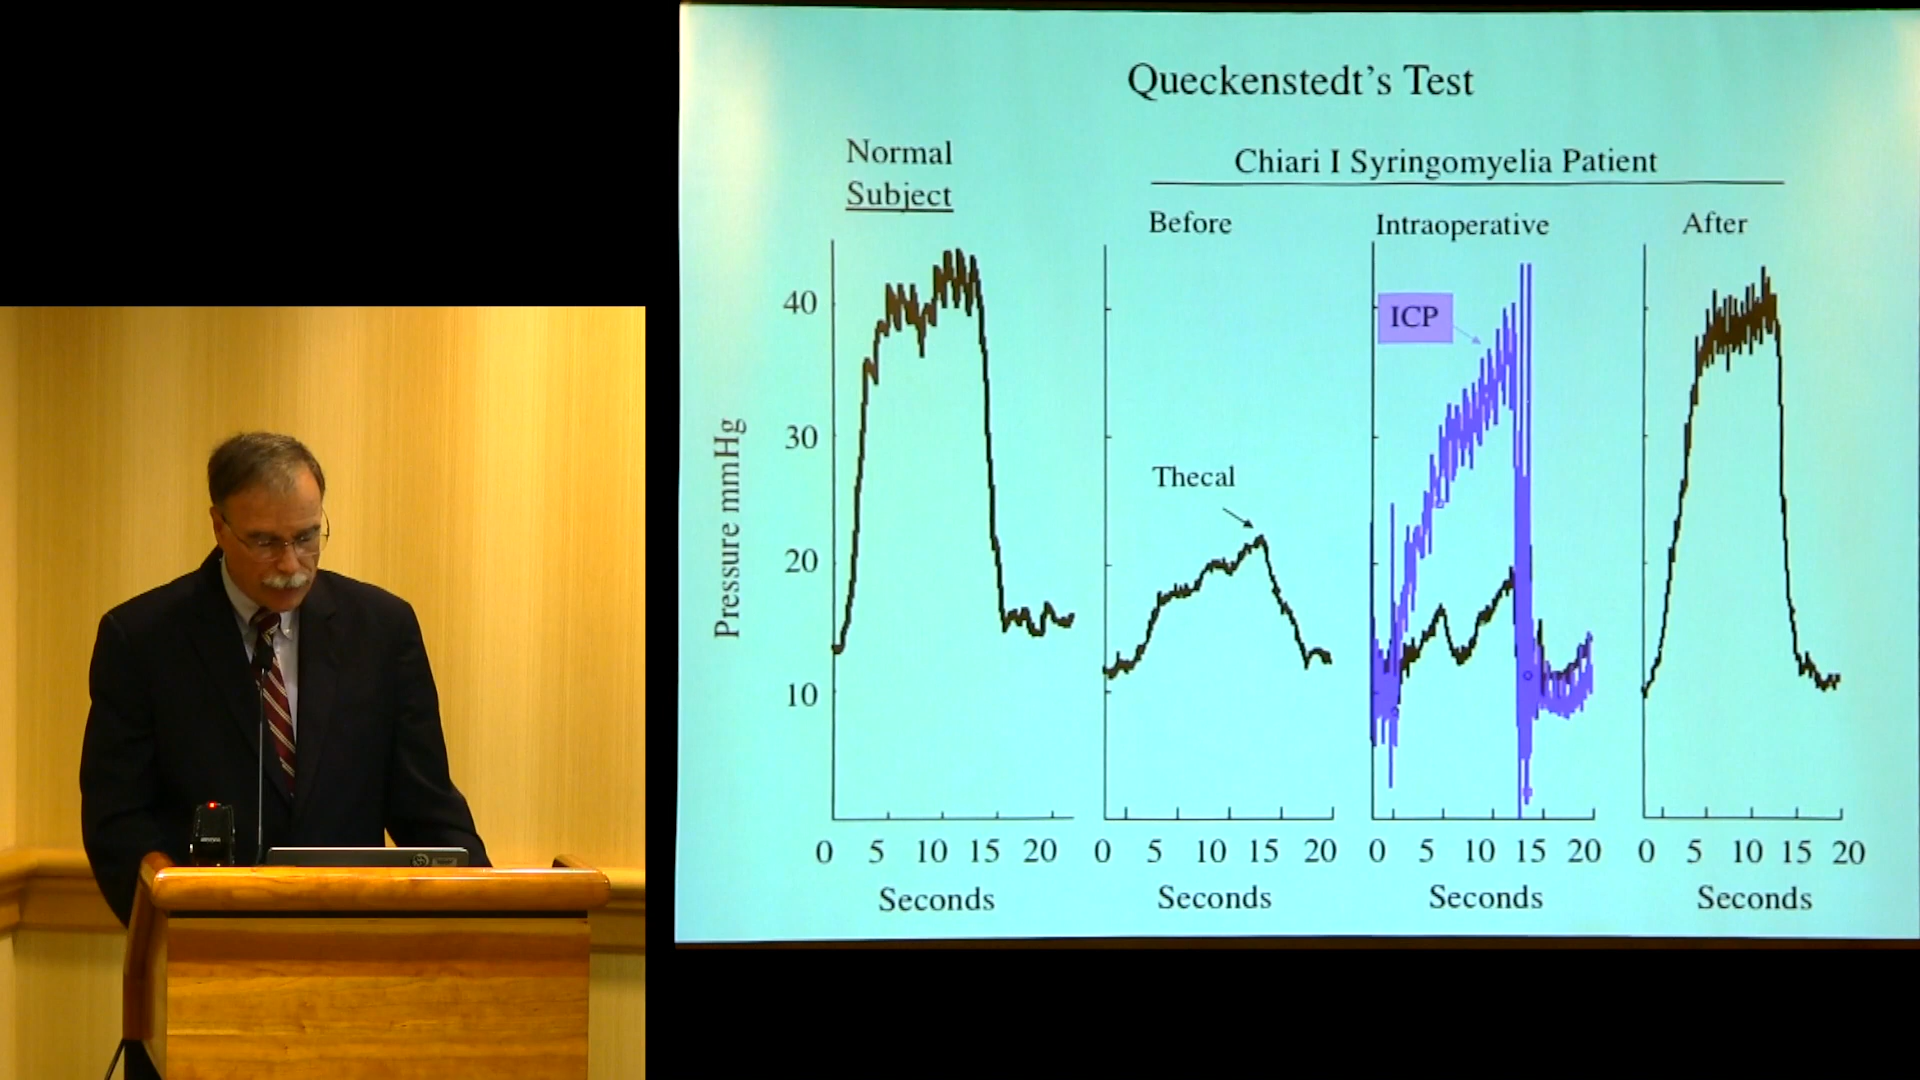 Queckenstedt's Test
Normal
Subject
Chiari I Syringomyelia Patient
Before
Intraoperative
After
Pressure mmHg
40
30
20
10
Thecal
ICP
0 5 10 15 20
0 5 10 15 20
0 5 10 15 20
0 5 10 15 20
Seconds
Seconds
Seconds
Seconds